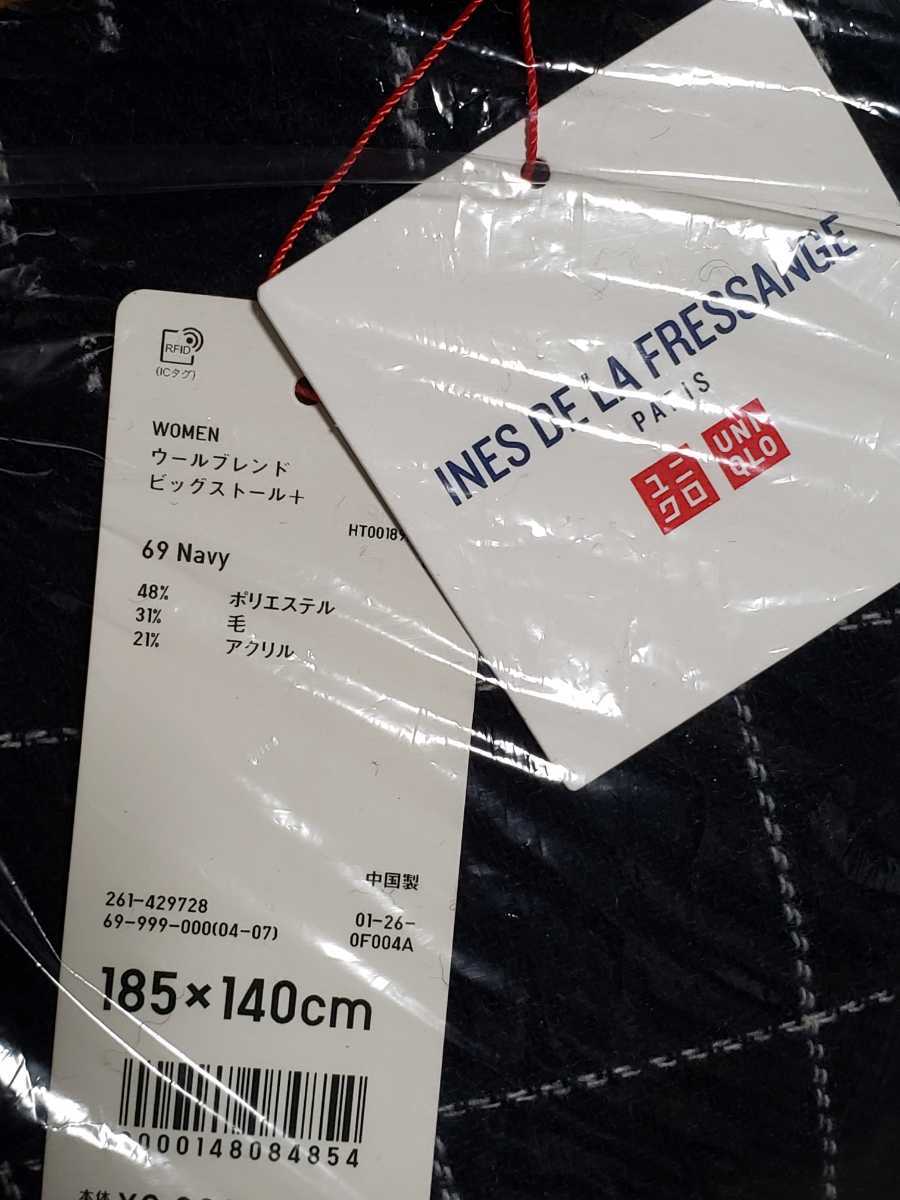 INES DE LA FRESSANGE
PARIS
ユニ
クロ
UNI
QLO
RFID
(ICタグ)
WOMEN
ウールブレンド
ビッグストール+
HT00189
69 Navy
48% ポリエステル
31% 毛
21% アクリル
中国製
261-429728
69-999-000(04-07)
01-26-
0F004A
185×140cm
000148084854
本体